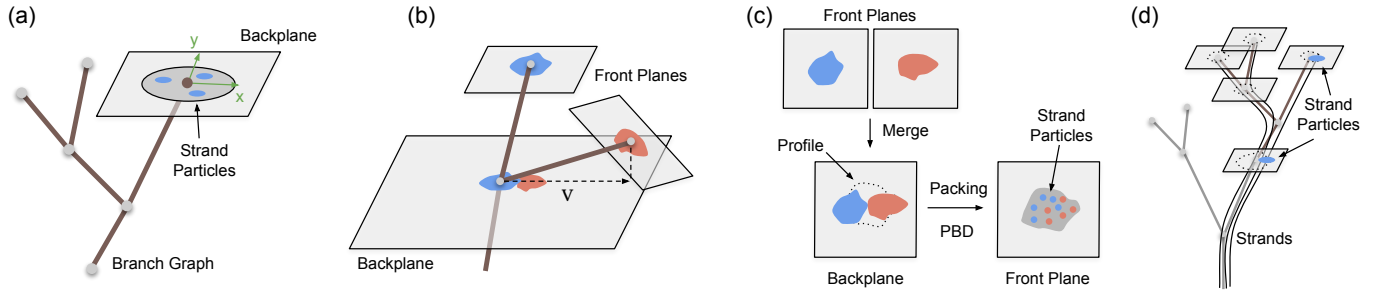 (a)
Backplane
y
x
Strand
Particles
Branch Graph
(b)
Front Planes
V
Backplane
(c)
Front Planes
Merge
Profile
Strand
Particles
Packing
PBD
Backplane
Front Plane
(d)
Strand
Particles
Strands